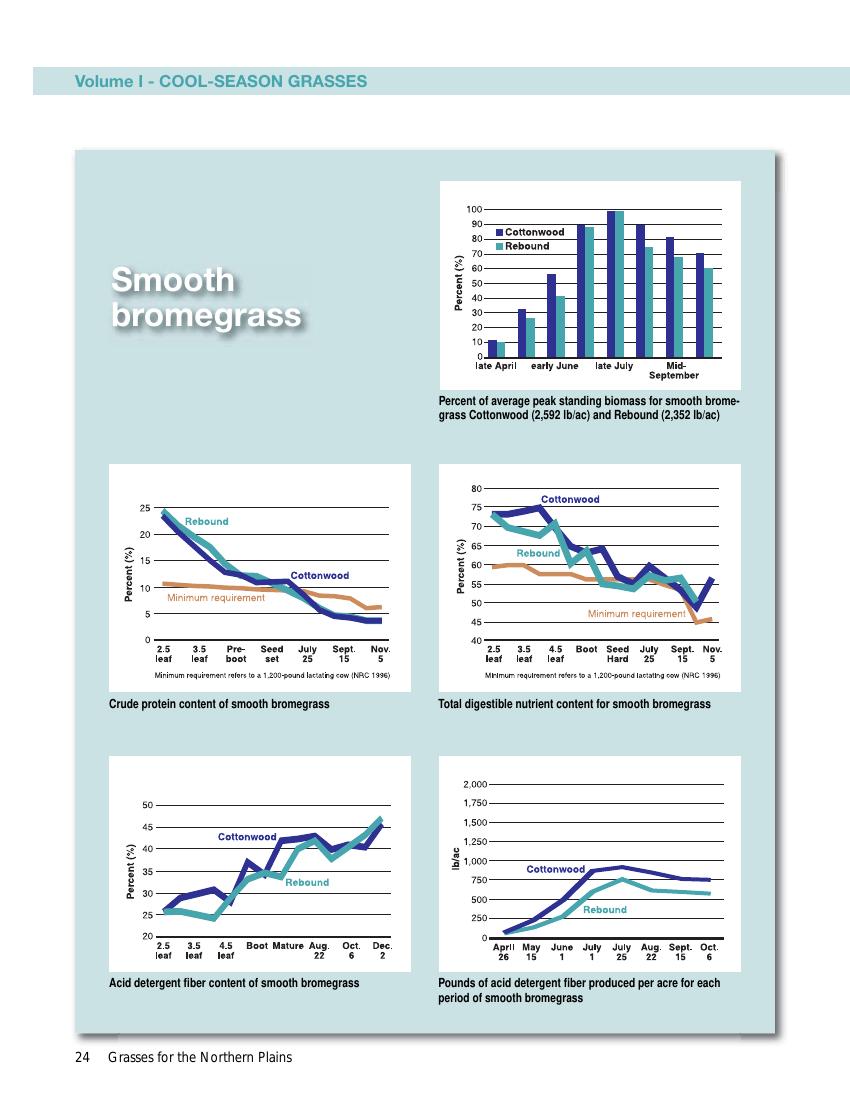 Volume I - COOL-SEASON GRASSES
Smooth
bromegrass
100
90
80
70
60
50
40
30
20
10
0
Percent (%)
Cottonwood
Rebound
late April early June late July Mid-
September
Percent of average peak standing biomass for smooth brome-
grass Cottonwood (2,592 lb/ac) and Rebound (2,352 lb/ac)
25
20
15
10
5
0
Percent (%)
Rebound
Cottonwood
Minimum requirement
2.5 3.5 Pre- Seed July Sept. Nov.
leaf leaf boot set 25 15 5
Minimum requirement refers to a 1,200-pound lactating cow (NRC 1996)
Crude protein content of smooth bromegrass
80
75
70
65
60
55
50
45
40
Percent (%)
Cottonwood
Rebound
Minimum requirement
2.5 3.5 4.5 Boot Seed July Sept. Nov.
leaf leaf leaf Hard 25 15 5
Minimum requirement refers to a 1,200-pound lactating cow (NRC 1996)
Total digestible nutrient content for smooth bromegrass
50
45
40
35
30
25
20
Percent (%)
Cottonwood
Rebound
2.5 3.5 4.5 Boot Mature Aug. Oct. Dec.
leaf leaf leaf 22 6 2
Acid detergent fiber content of smooth bromegrass
2,000
1,750
1,500
1,250
1,000
750
500
250
0
lb/ac
Cottonwood
Rebound
April May June July July Aug. Sept. Oct.
26 15 1 1 25 22 15 6
Pounds of acid detergent fiber produced per acre for each
period of smooth bromegrass
24 Grasses for the Northern Plains